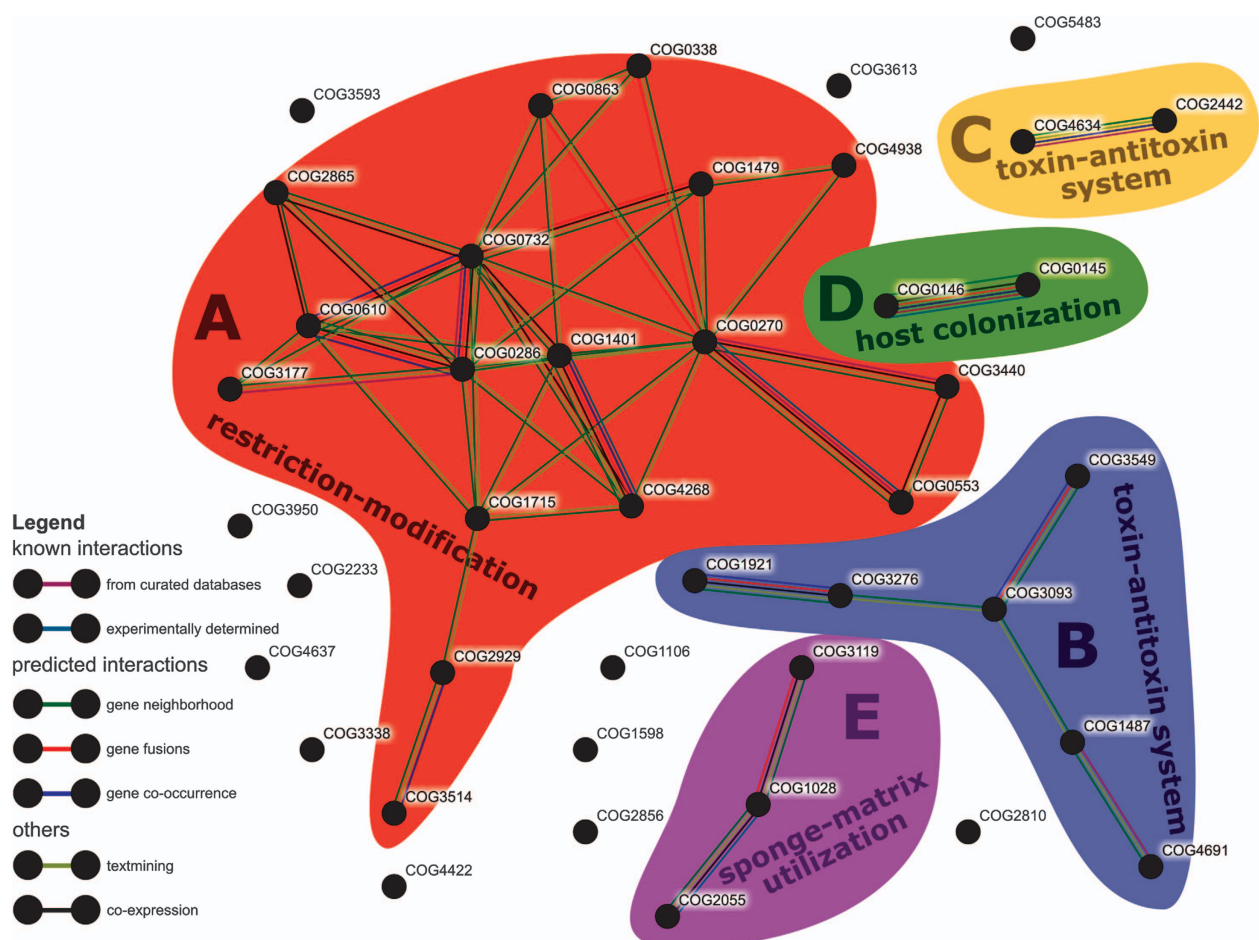 COG5483
COG0338
COG3613
COG0863
COG3593
COG2442
COG4634
C
toxin-antitoxin
system
COG4938
COG1479
COG2865
COG0732
COG0145
COG0146
D
host colonization
COG0610
A
COG0270
COG1401
COG0286
COG3177
COG3440
restriction-modification
COG3549
COG4268
COG0553
COG1715
COG3950
Legend
known interactions
from curated databases
experimentally determined
predicted interactions
gene neighborhood
gene fusions
gene co-occurrence
others
textmining
co-expression
COG2233
COG1921
COG3276
COG3093
toxin-antitoxin system
B
COG4637
COG2929
COG1106
COG3119
E
COG3338
COG1598
COG1487
COG3514
COG1028
sponge-matrix
utilization
COG2856
COG2810
COG4691
COG4422
COG2055